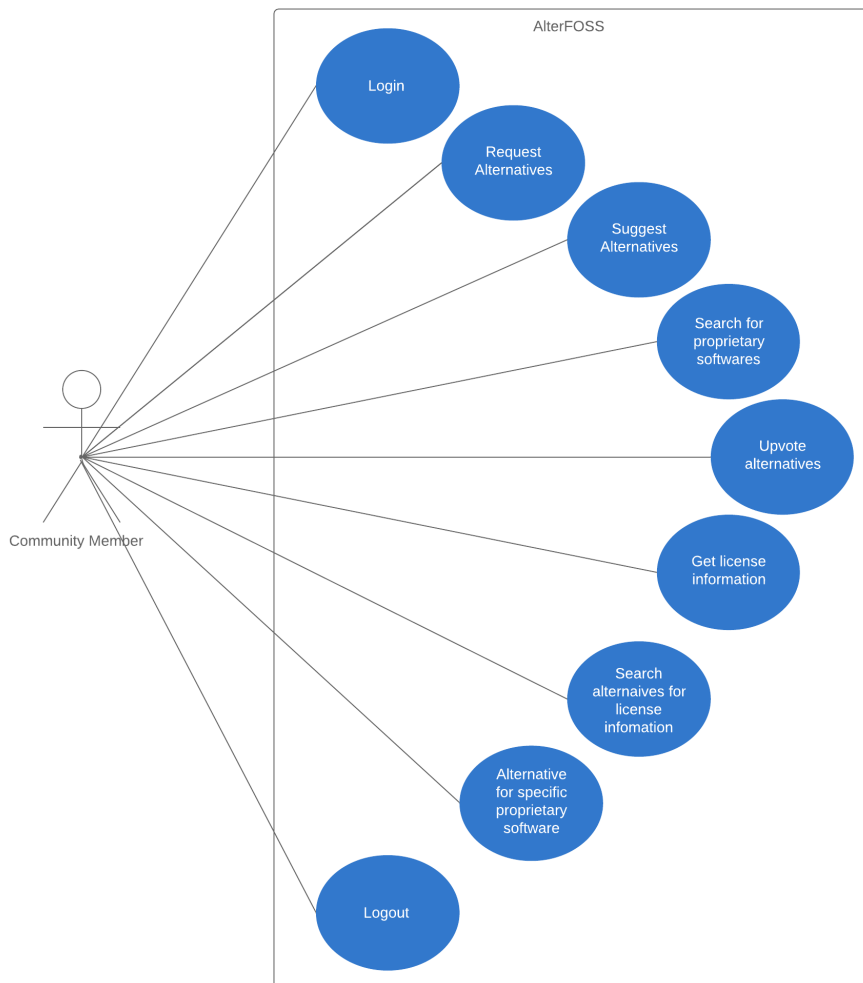 AlterFOSS
Login
Request
Alternatives
Suggest
Alternatives
Search for
proprietary
softwares
Upvote
alternatives
Community Member
Get license
information
Search
alternaives for
license
infomation
Alternative
for specific
proprietary
software
Logout